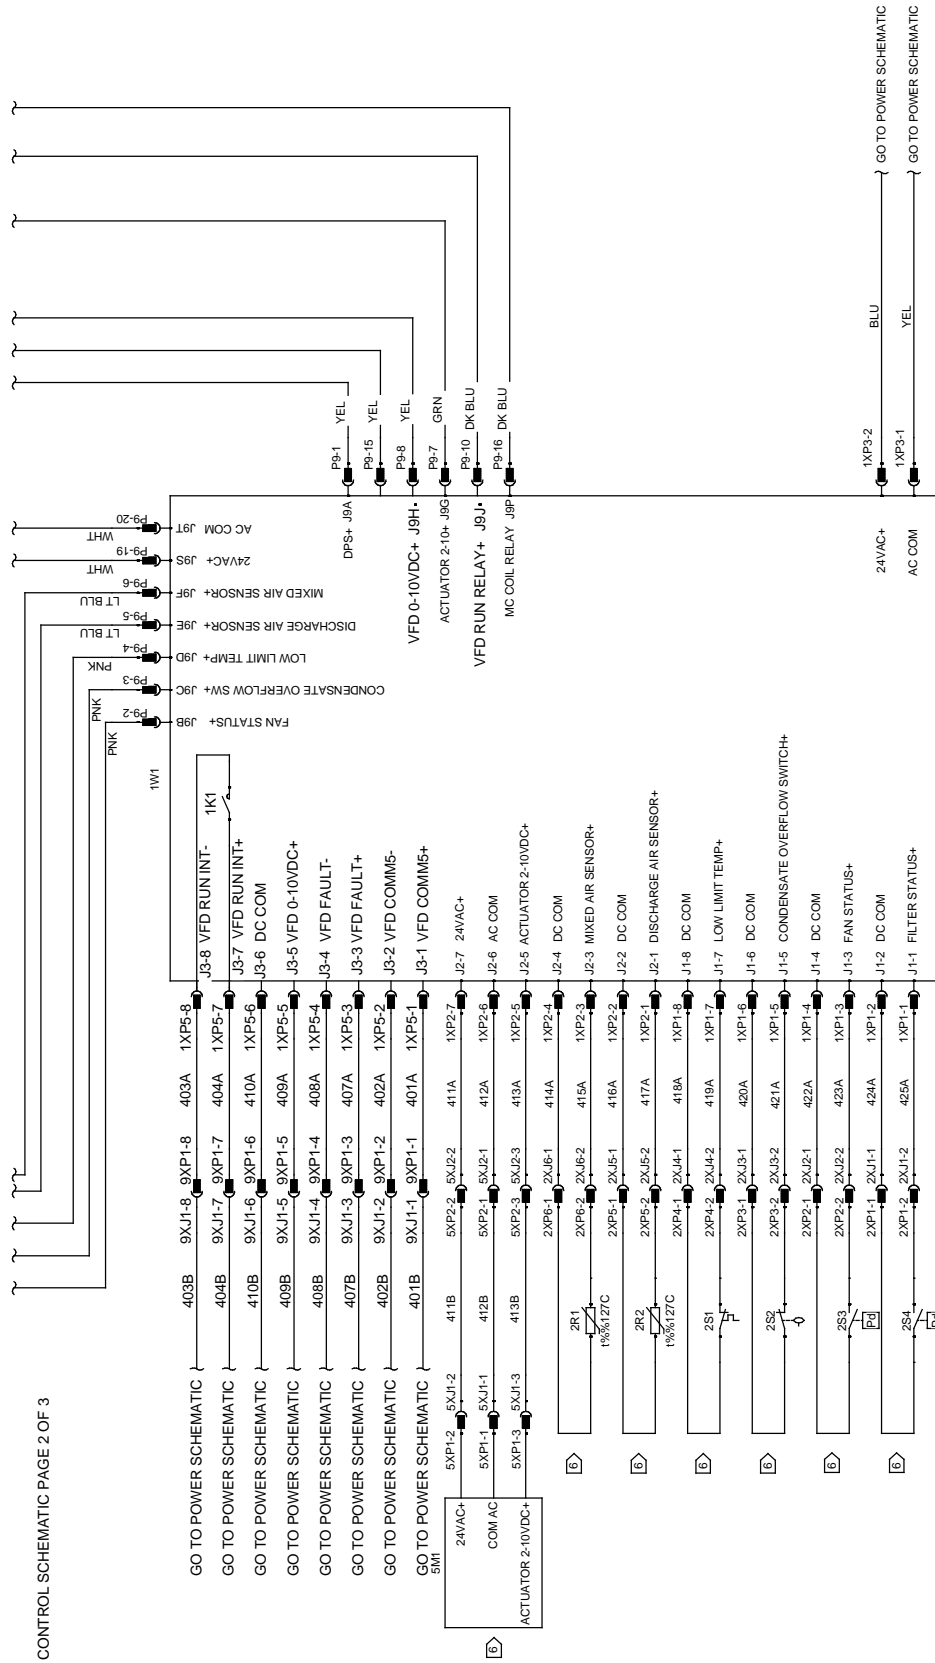 CONTROL SCHEMATIC PAGE 2 OF 3
GO TO POWER SCHEMATIC
GO TO POWER SCHEMATIC
BLU
YEL
1XP3-2
1XP3-1
24VAC+
AC COM
P9-1 YEL
P9-15 YEL
P9-8 YEL
P9-7 GRN
P9-10 DK BLU
P9-16 DK BLU
DPS+ J9A
VFD 0-10VDC+ J9H
ACTUATOR 2-10+ J9G
VFD RUN RELAY+ J9J
MC COIL RELAY J9P
WHT P9-20 J9T AC COM
WHT P9-19 J9S 24VAC+
LT BLU P9-6 J9F MIXED AIR SENSOR+
LT BLU P9-5 J9E DISCHARGE AIR SENSOR+
PNK P9-4 J9D LOW LIMIT TEMP+
PNK P9-3 J9C CONDENSATE OVERFLOW SW+
PNK P9-2 J9B FAN STATUS+
1W1
1K1
GO TO POWER SCHEMATIC 403B 9XJ1-8 9XP1-8 403A 1XP5-8 J3-8 VFD RUN INT-
GO TO POWER SCHEMATIC 404B 9XJ1-7 9XP1-7 404A 1XP5-7 J3-7 VFD RUN INT+
GO TO POWER SCHEMATIC 410B 9XJ1-6 9XP1-6 410A 1XP5-6 J3-6 DC COM
GO TO POWER SCHEMATIC 409B 9XJ1-5 9XP1-5 409A 1XP5-5 J3-5 VFD 0-10VDC+
GO TO POWER SCHEMATIC 408B 9XJ1-4 9XP1-4 408A 1XP5-4 J3-4 VFD FAULT-
GO TO POWER SCHEMATIC 407B 9XJ1-3 9XP1-3 407A 1XP5-3 J3-3 VFD FAULT+
GO TO POWER SCHEMATIC 402B 9XJ1-2 9XP1-2 402A 1XP5-2 J3-2 VFD COMM5-
GO TO POWER SCHEMATIC 401B 9XJ1-1 9XP1-1 401A 1XP5-1 J3-1 VFD COMM5+
5M1
24VAC+ 5XP1-2 5XJ1-2 411B 5XP2-2 5XJ2-2 411A 1XP2-7 J2-7 24VAC+
COM AC 5XP1-1 5XJ1-1 412B 5XP2-1 5XJ2-1 412A 1XP2-6 J2-6 AC COM
ACTUATOR 2-10VDC+ 5XP1-3 5XJ1-3 413B 5XP2-3 5XJ2-3 413A 1XP2-5 J2-5 ACTUATOR 2-10VDC+
6
2XP6-1 2XJ6-1 414A 1XP2-4 J2-4 DC COM
6 2R1 t%%127C 2XP6-2 2XJ6-2 415A 1XP2-3 J2-3 MIXED AIR SENSOR+
2XP5-1 2XJ5-1 416A 1XP2-2 J2-2 DC COM
6 2R2 t%%127C 2XP5-2 2XJ5-2 417A 1XP2-1 J2-1 DISCHARGE AIR SENSOR+
2XP4-1 2XJ4-1 418A 1XP1-8 J1-8 DC COM
6 2S1 2XP4-2 2XJ4-2 419A 1XP1-7 J1-7 LOW LIMIT TEMP+
2XP3-1 2XJ3-1 420A 1XP1-6 J1-6 DC COM
6 2S2 2XP3-2 2XJ3-2 421A 1XP1-5 J1-5 CONDENSATE OVERFLOW SWITCH+
2XP2-1 2XJ2-1 422A 1XP1-4 J1-4 DC COM
6 2S3 Pd 2XP2-2 2XJ2-2 423A 1XP1-3 J1-3 FAN STATUS+
2XP1-1 2XJ1-1 424A 1XP1-2 J1-2 DC COM
6 2S4 Pd 2XP1-2 2XJ1-2 425A 1XP1-1 J1-1 FILTER STATUS+